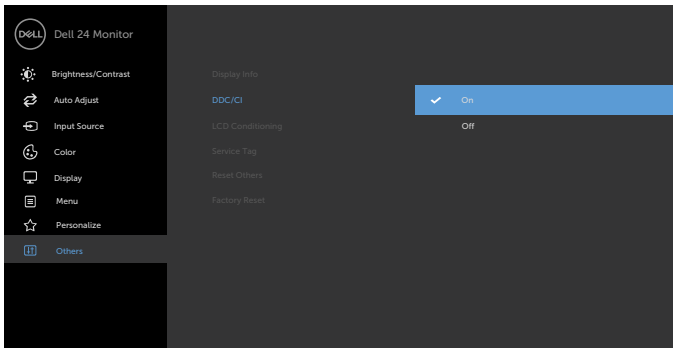 DELL
Dell 24 Monitor
Brightness/Contrast
Auto Adjust
Input Source
Color
Display
Menu
Personalize
Others
Display Info
DDC/CI
LCD Conditioning
Service Tag
Reset Others
Factory Reset
On
Off